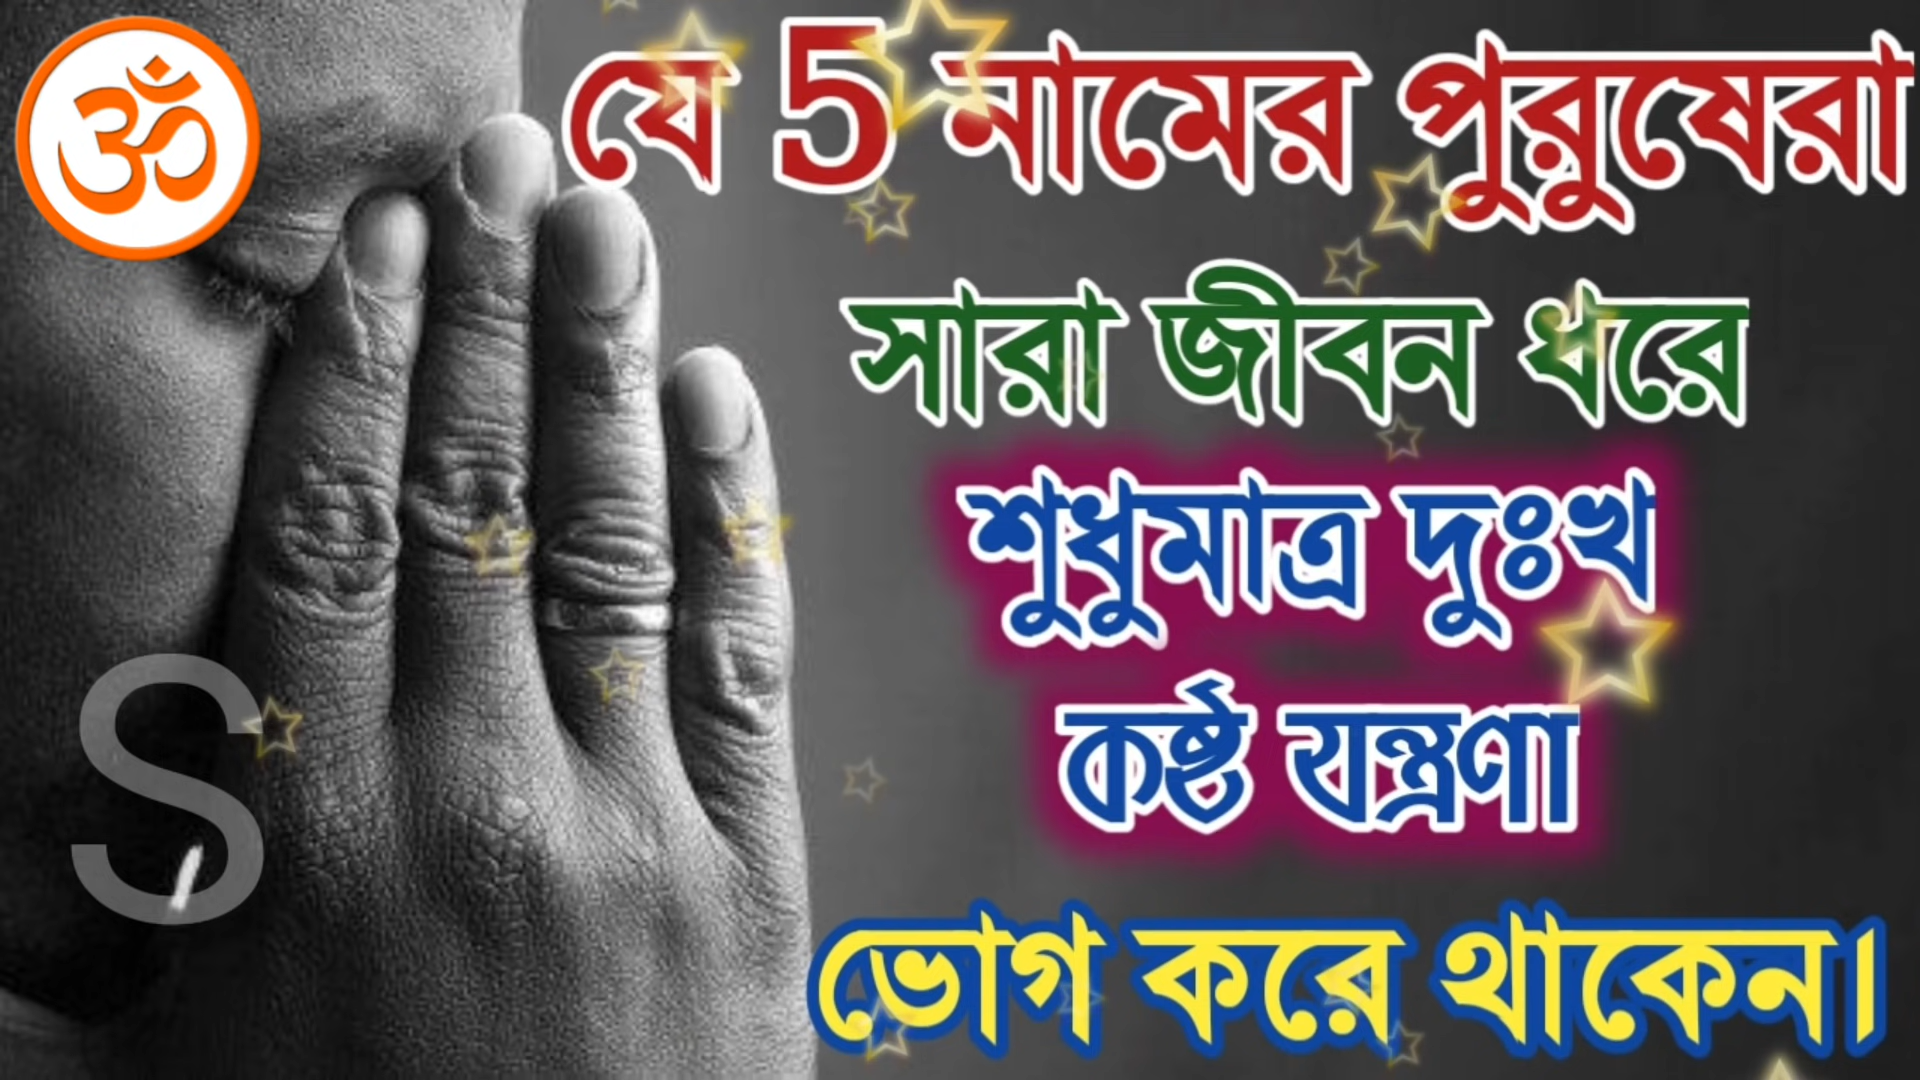 ॐ
যে 5 নামের পুরুষেরা
সারা জীবন ধরে
শুধুমাত্র দুঃখ
কষ্ট যন্ত্রণা
ভোগ করে থাকেন।
S